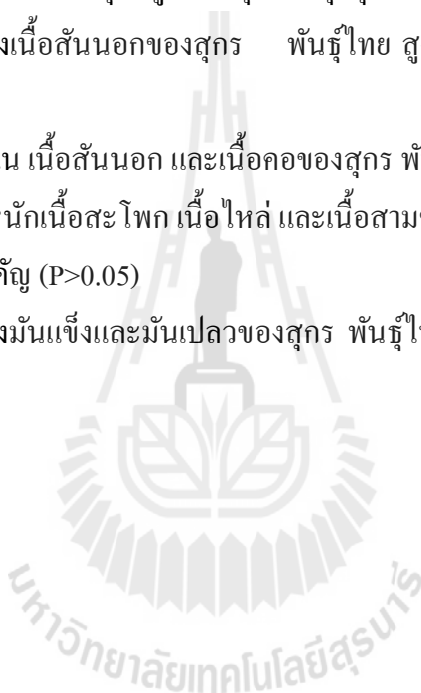 งเนื้อสันนอกของสุกร พันธุ์ไทย สู
น เนื้อสันนอก และเนื้อคอของสุกร พั
หนักเนื้อสะโพก เนื้อไหล่ และเนื้อสาม
คัญ (P>0.05)
งมันแข็งและมันเปลวของสุกร พันธุ์ไ
มหาวิทยาลัยเทคโนโลยีสุรนารี